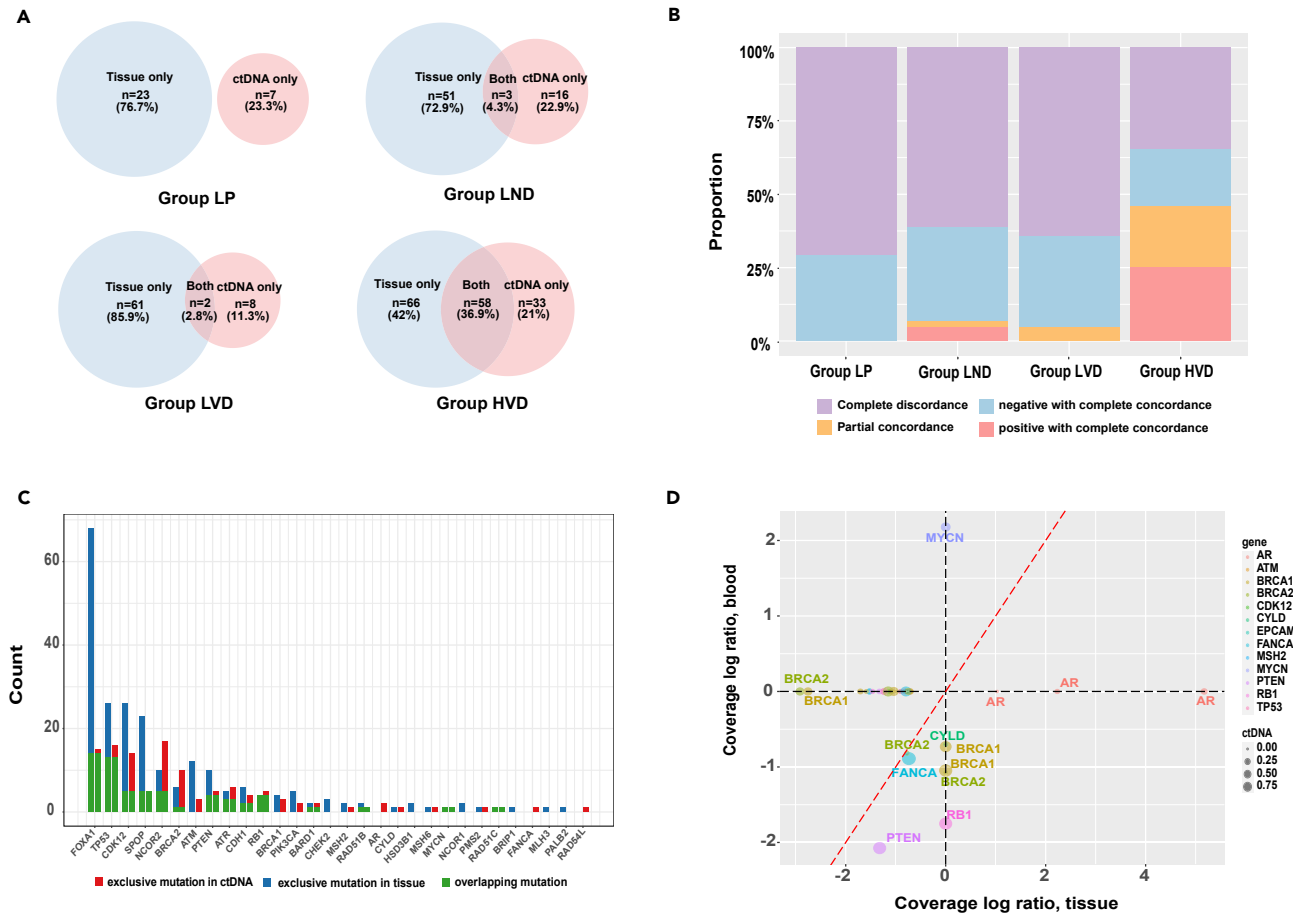 A
Tissue only
n=23
(76.7%)
ctDNA only
n=7
(23.3%)
Group LP
Tissue only
n=51
(72.9%)
Both
n=3
(4.3%)
ctDNA only
n=16
(22.9%)
Group LND
Tissue only
n=61
(85.9%)
Both
n=2
(2.8%)
ctDNA only
n=8
(11.3%)
Group LVD
Tissue only
n=66
(42%)
Both
n=58
(36.9%)
ctDNA only
n=33
(21%)
Group HVD
B
Proportion
100%
75%
50%
25%
0%
Group LP
Group LND
Group LVD
Group HVD
Complete discordance
negative with complete concordance
Partial concordance
positive with complete concordance
C
Count
60
40
20
0
FOXA1
TP53
CDK12
SPOP
NCOR2
BRCA2
ATM
PTEN
ATR
CDH1
RB1
BRCA1
PIK3CA
BARD1
CHEK2
MSH2
RAD51B
AR
CYLD
HSD3B1
MSH6
MYCN
NCOR1
PMS2
RAD51C
BRIP1
FANCA
MLH3
PALB2
RAD54L
exclusive mutation in ctDNA
exclusive mutation in tissue
overlapping mutation
D
Coverage log ratio, blood
2
1
0
-1
-2
MYCN
BRCA2
BRCA1
AR
AR
AR
CYLD
BRCA2
BRCA1
FANCA
BRCA1
BRCA2
RB1
PTEN
-2
0
2
4
Coverage log ratio, tissue
gene
AR
ATM
BRCA1
BRCA2
CDK12
CYLD
EPCAM
FANCA
MSH2
MYCN
PTEN
RB1
TP53
ctDNA
0.00
0.25
0.50
0.75